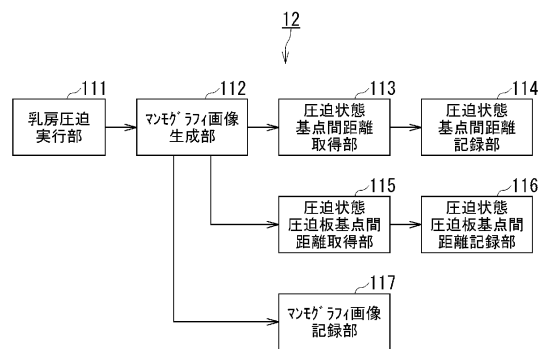 12
111
乳房圧迫
実行部
112
ﾏﾝﾓｸﾞﾗﾌｨ画像
生成部
113
圧迫状態
基点間距離
取得部
114
圧迫状態
基点間距離
記録部
115
圧迫状態
圧迫板基点間
距離取得部
116
圧迫状態
圧迫板基点間
距離記録部
117
ﾏﾝﾓｸﾞﾗﾌｨ画像
記録部